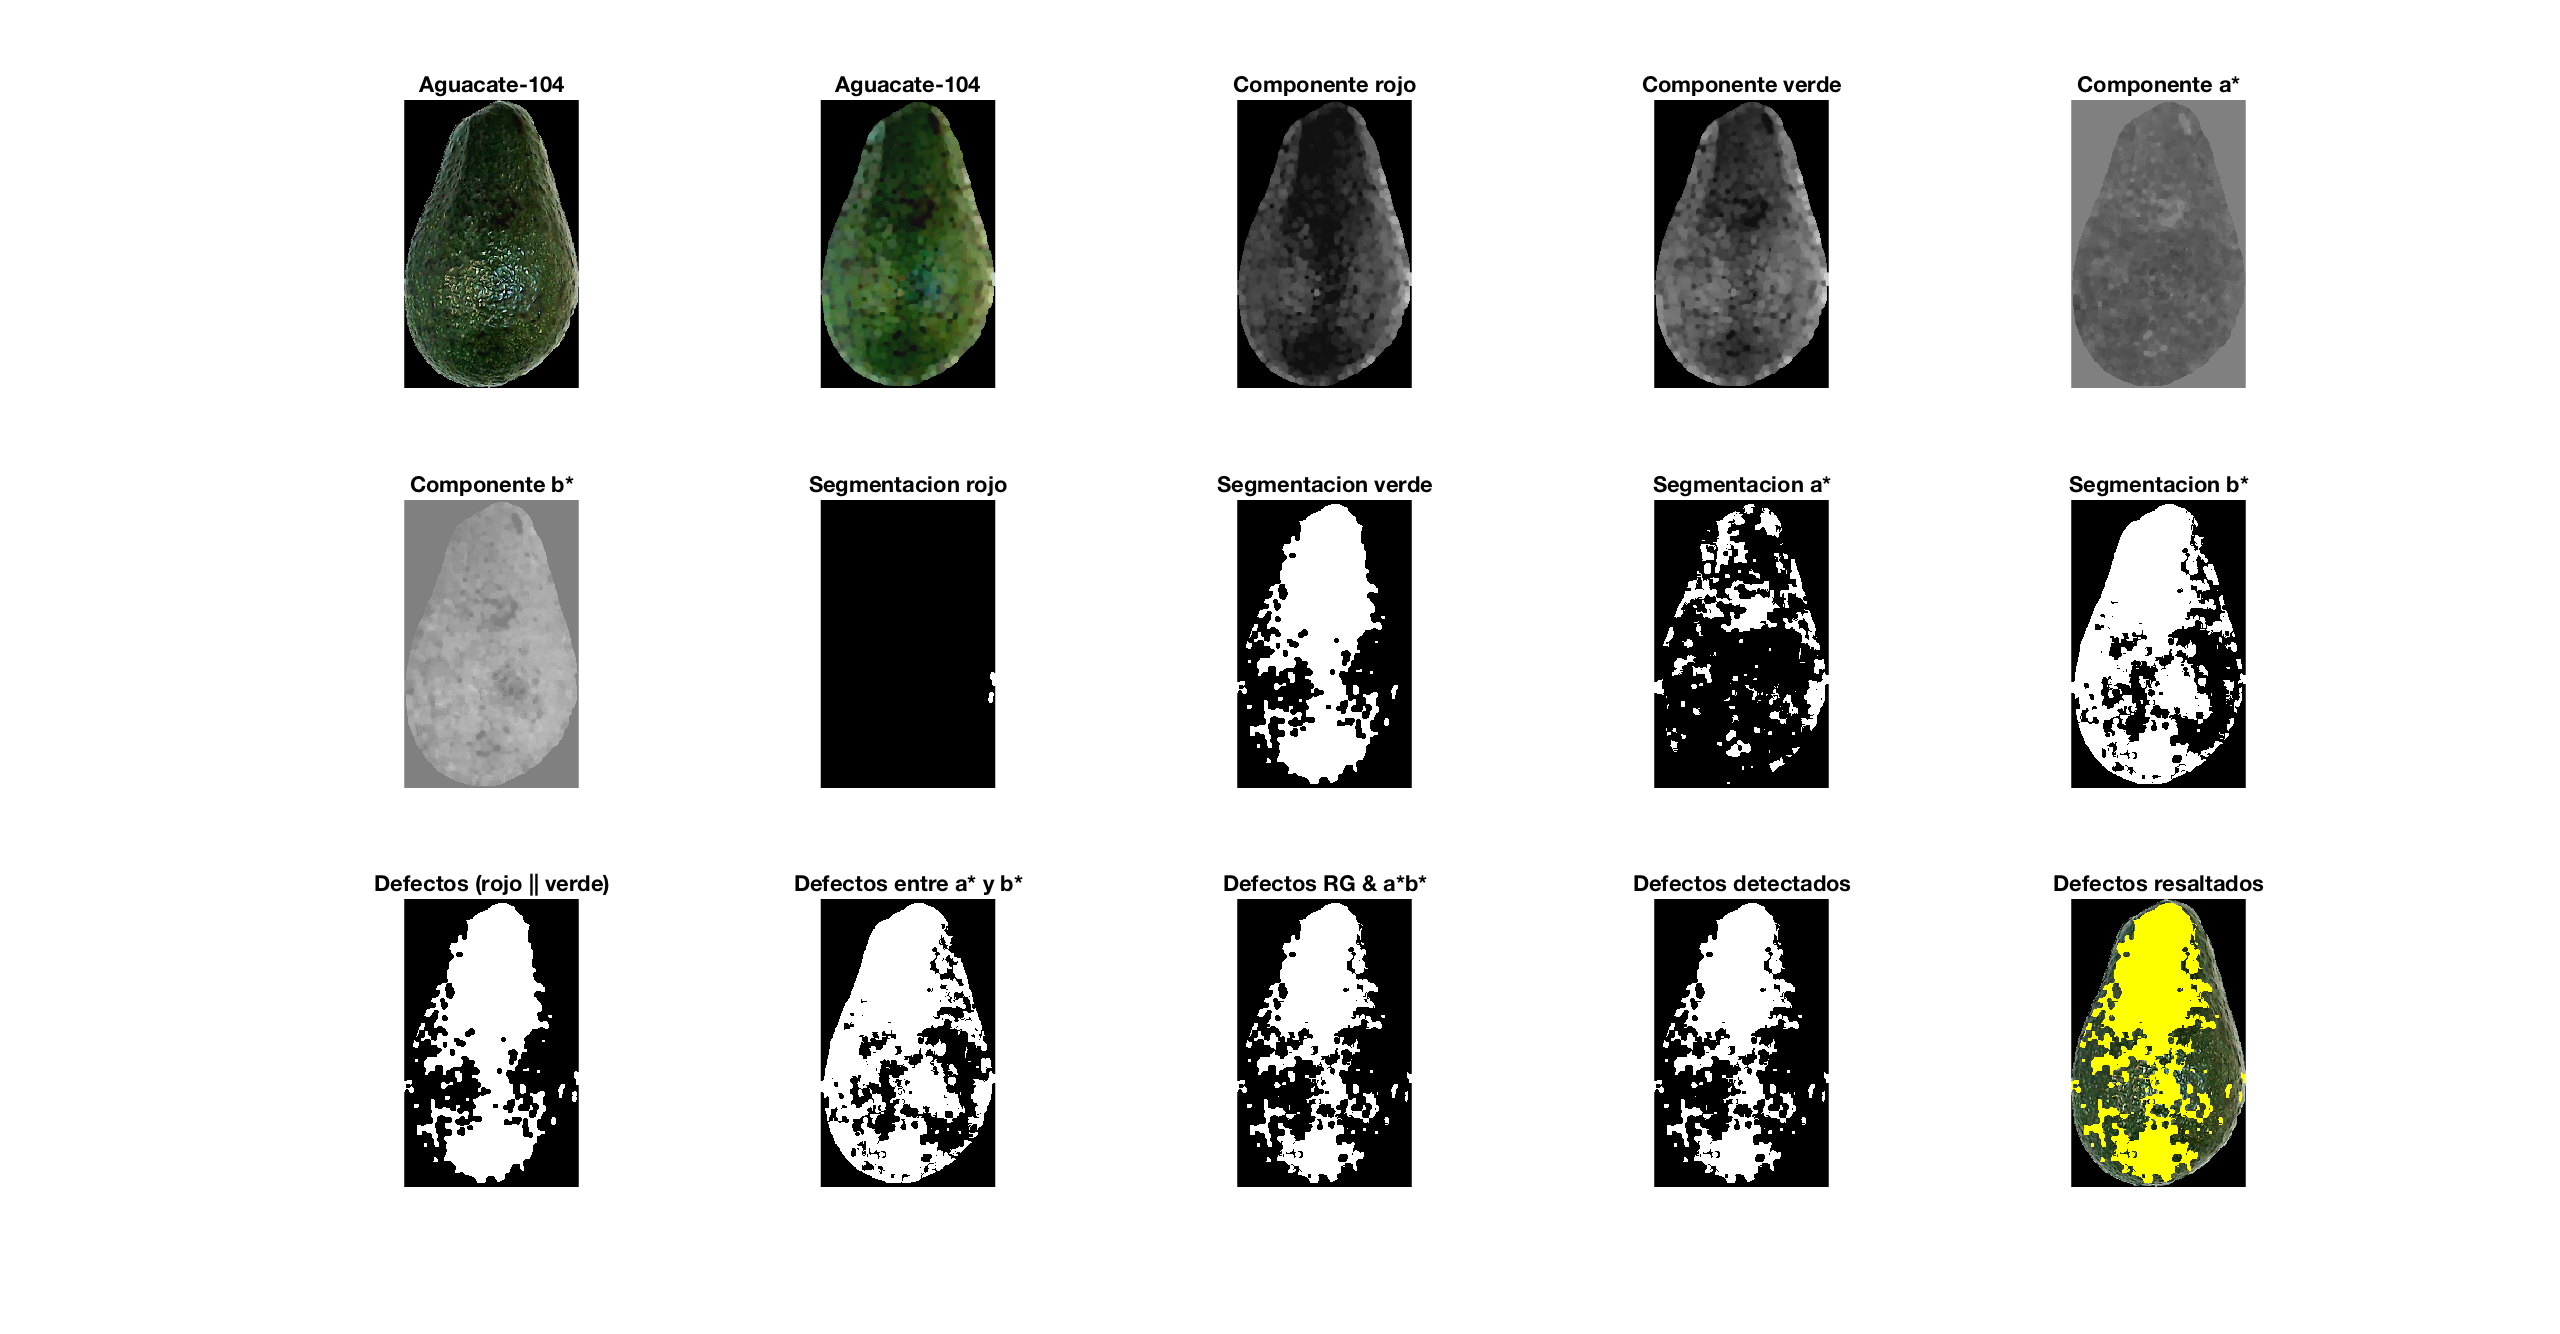 Aguacate-104
Aguacate-104
Componente rojo
Componente verde
Componente a*
Componente b*
Segmentacion rojo
Segmentacion verde
Segmentacion a*
Segmentacion b*
Defectos (rojo || verde)
Defectos entre a* y b*
Defectos RG & a*b*
Defectos detectados
Defectos resaltados